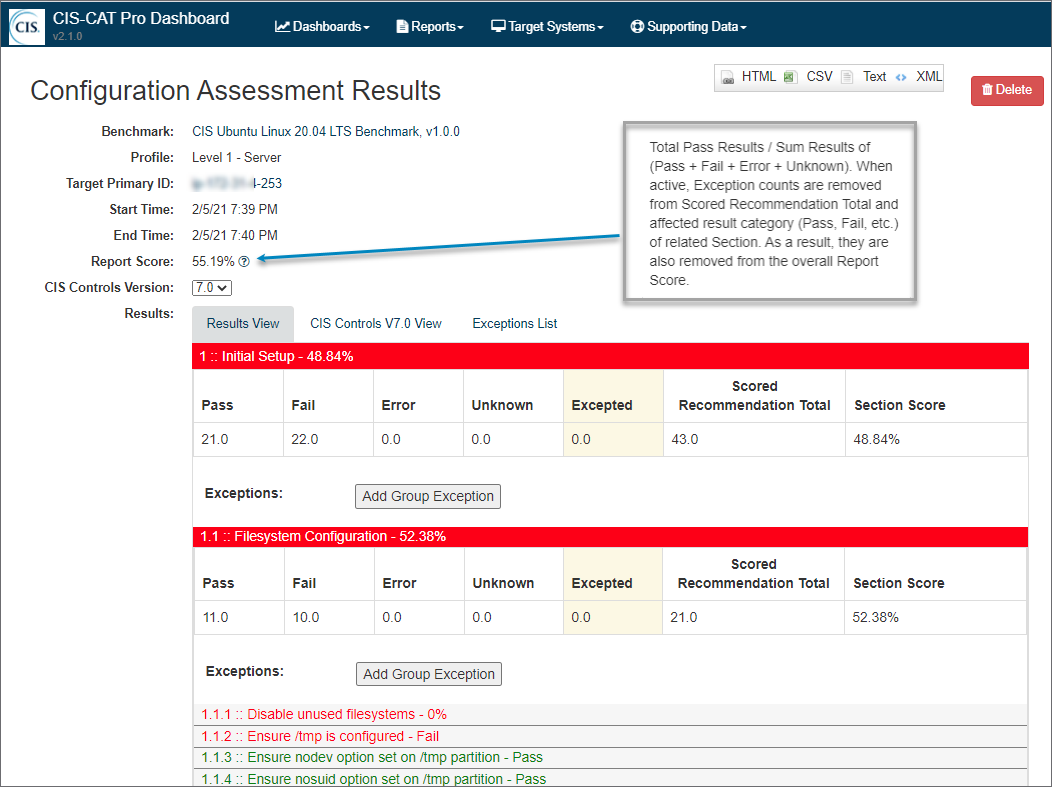 CIS.
CIS-CAT Pro Dashboard
v2.1.0
Dashboards
Reports
Target Systems
Supporting Data
HTML CSV Text XML
Delete
Configuration Assessment Results
Benchmark: CIS Ubuntu Linux 20.04 LTS Benchmark, v1.0.0
Profile: Level 1 - Server
Target Primary ID: -253
Start Time: 2/5/21 7:39 PM
End Time: 2/5/21 7:40 PM
Report Score: 55.19% ?
CIS Controls Version: 7.0
Total Pass Results / Sum Results of
(Pass + Fail + Error + Unknown). When
active, Exception counts are removed
from Scored Recommendation Total and
affected result category (Pass, Fail, etc.)
of related Section. As a result, they are
also removed from the overall Report
Score.
Results: Results View CIS Controls V7.0 View Exceptions List
1 :: Initial Setup - 48.84%
Pass Fail Error Unknown Excepted Scored Recommendation Total Section Score
21.0 22.0 0.0 0.0 0.0 43.0 48.84%
Exceptions: Add Group Exception
1.1 :: Filesystem Configuration - 52.38%
Pass Fail Error Unknown Excepted Scored Recommendation Total Section Score
11.0 10.0 0.0 0.0 0.0 21.0 52.38%
Exceptions: Add Group Exception
1.1.1 :: Disable unused filesystems - 0%
1.1.2 :: Ensure /tmp is configured - Fail
1.1.3 :: Ensure nodev option set on /tmp partition - Pass
1.1.4 :: Ensure nosuid option set on /tmp partition - Pass